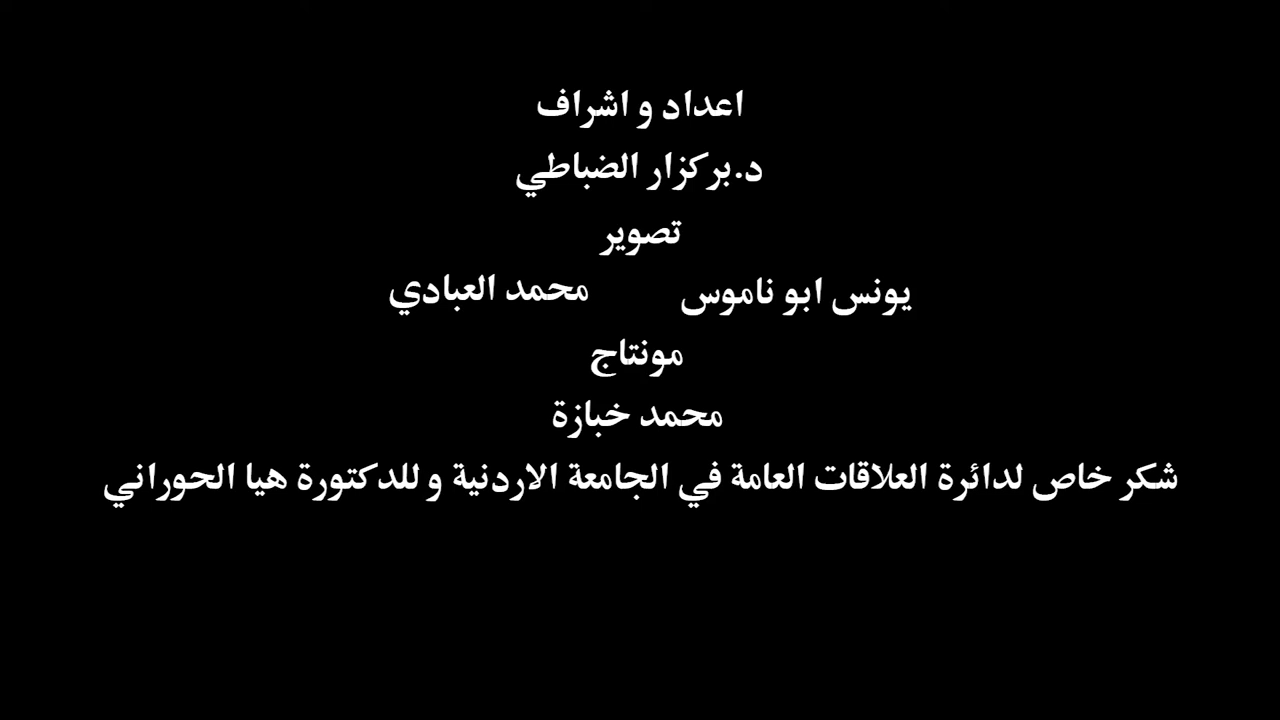 اعداد و اشراف
د.بركزار الضباطي
تصوير
يونس ابو ناموس محمد العبادي
مونتاج
محمد خبازة
شكر خاص لدائرة العلاقات العامة في الجامعة الاردنية و للدكتورة هيا الحوراني